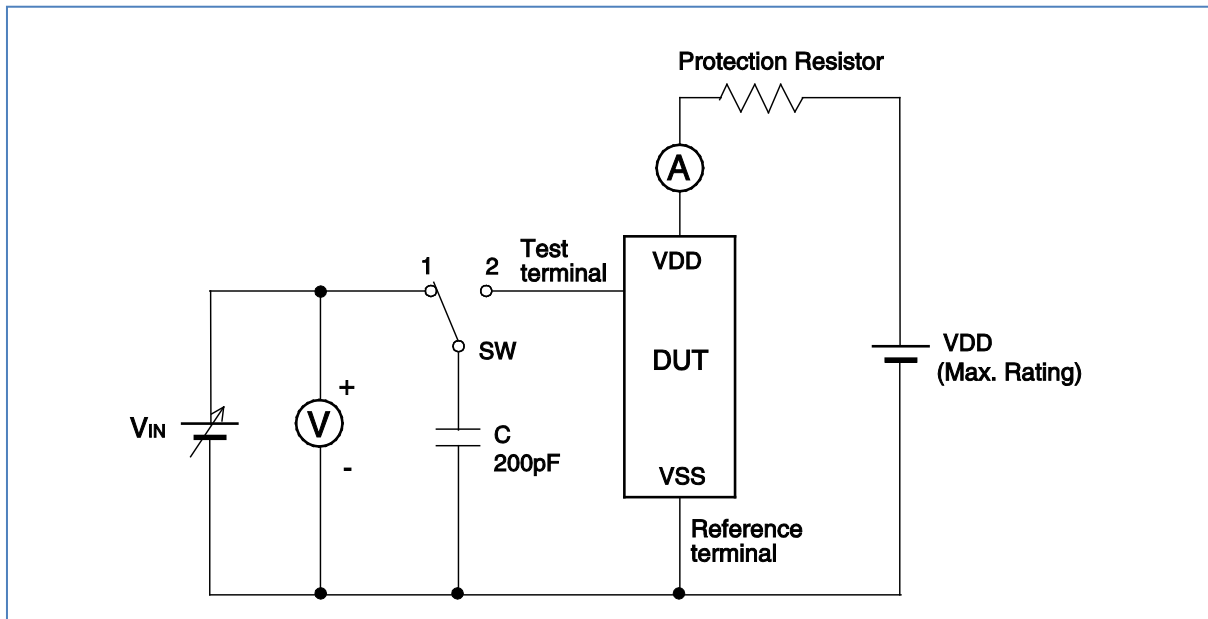 Protection Resistor
A
Test
terminal
1
2
VDD
SW
DUT
VDD
(Max. Rating)
+
V
-
VIN
C
200pF
VSS
Reference
terminal